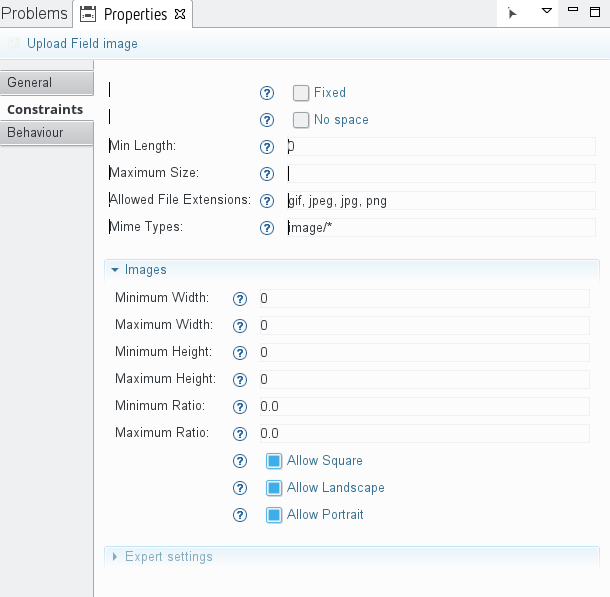 Problems Properties
Upload Field image
General
Constraints
Behaviour
? Fixed
? No space
Min Length: ? 0
Maximum Size: ?
Allowed File Extensions: ? gif, jpeg, jpg, png
Mime Types: ? image/*
Images
Minimum Width: ? 0
Maximum Width: ? 0
Minimum Height: ? 0
Maximum Height: ? 0
Minimum Ratio: ? 0.0
Maximum Ratio: ? 0.0
? Allow Square
? Allow Landscape
? Allow Portrait
Expert settings